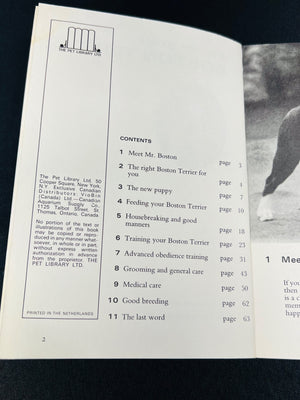 THE PET LIBRARY LTD
The Pet Library Ltd, 50
Cooper Square, New York,
N.Y. Exclusive Canadian
Distributors: VioBin
(Canada) Ltd.— Canadian
Aquarium Supply Co.
1125 Talbot Street, St
Thomas, Ontario, Canada.
No portion of the text or
illustrations of this book
may be copied or repro-
duced in any manner what-
soever, in whole or in part,
without express written
authorization in advance
from the proprietor THE
PET LIBRARY LTD.
PRINTED IN THE NETHERLANDS
2
CONTENTS
1 Meet Mr. Boston page 3
2 The right Boston Terrier for
you page 4
3 The new puppy page 7
4 Feeding your Boston Terrier page 10
5 Housebreaking and good
manners page 18
6 Training your Boston Terrier page 23
7 Advanced obedience training page 31
8 Grooming and general care page 43
9 Medical care page 50
10 Good breeding page 62
11 The last word page 63
1 Meet
If you
then
is a c
mem
happ